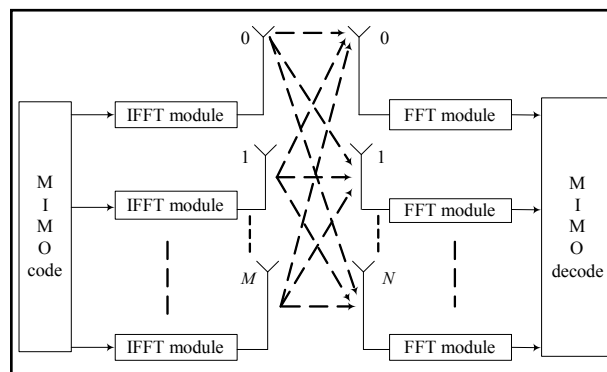 0
0
IFFT module
FFT module
1
1
M
I
M
O
code
IFFT module
FFT module
M
I
M
O
decode
M
N
IFFT module
FFT module